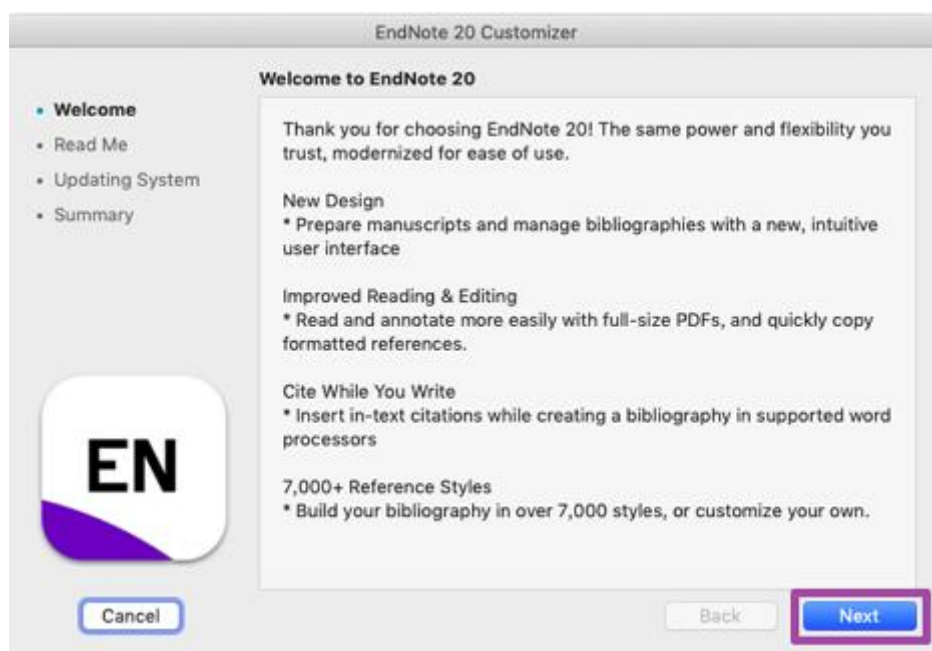 EndNote 20 Customizer
Welcome to EndNote 20
• Welcome
• Read Me
• Updating System
• Summary
Thank you for choosing EndNote 20! The same power and flexibility you
trust, modernized for ease of use.
New Design
* Prepare manuscripts and manage bibliographies with a new, intuitive
user interface
Improved Reading & Editing
* Read and annotate more easily with full-size PDFs, and quickly copy
formatted references.
Cite While You Write
* Insert in-text citations while creating a bibliography in supported word
processors
7,000+ Reference Styles
* Build your bibliography in over 7,000 styles, or customize your own.
EN
Cancel
Back
Next